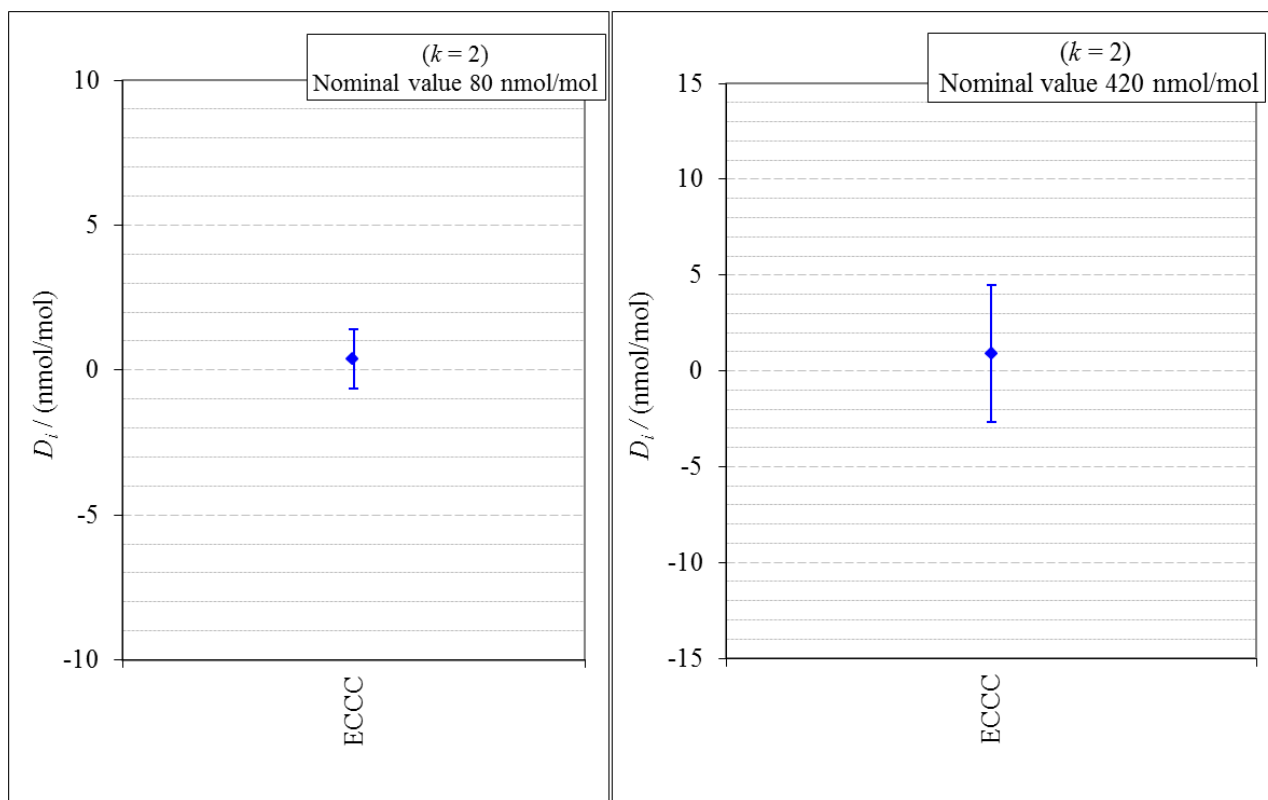 (k = 2)
Nominal value 80 nmol/mol
10
5
0
-5
-10
Di / (nmol/mol)
ECCC
(k = 2)
Nominal value 420 nmol/mol
15
10
5
0
-5
-10
-15
Di / (nmol/mol)
ECCC